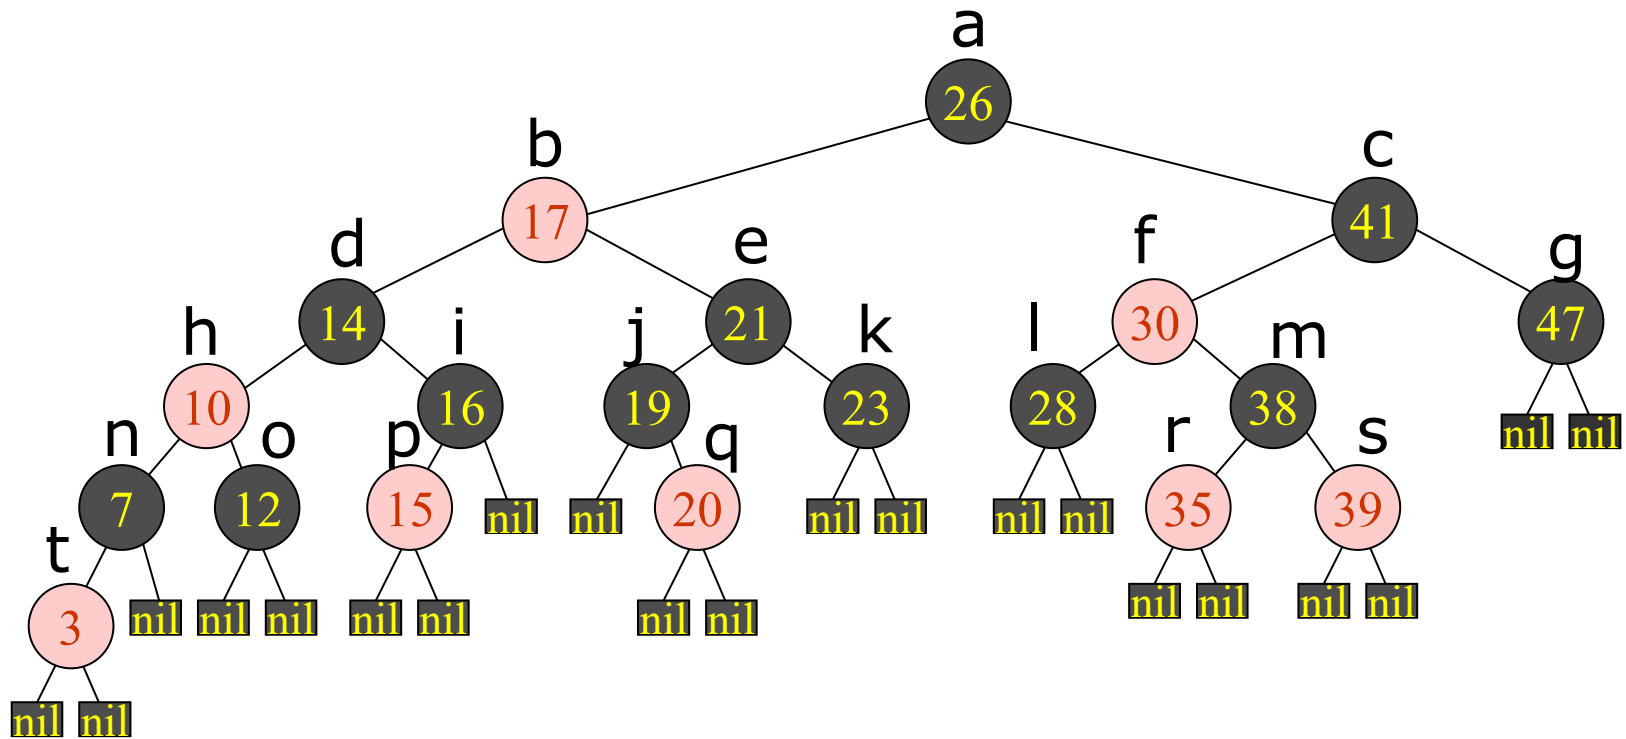 a
26
b c
17 41
d e f g
14 21 30 47
h i j k l m
10 16 19 23 28 38 nil nil
n o p q r s
7 12 15 nil nil 20 nil nil nil nil 35 39
t
3 nil nil nil nil nil nil nil nil nil nil nil
nil nil